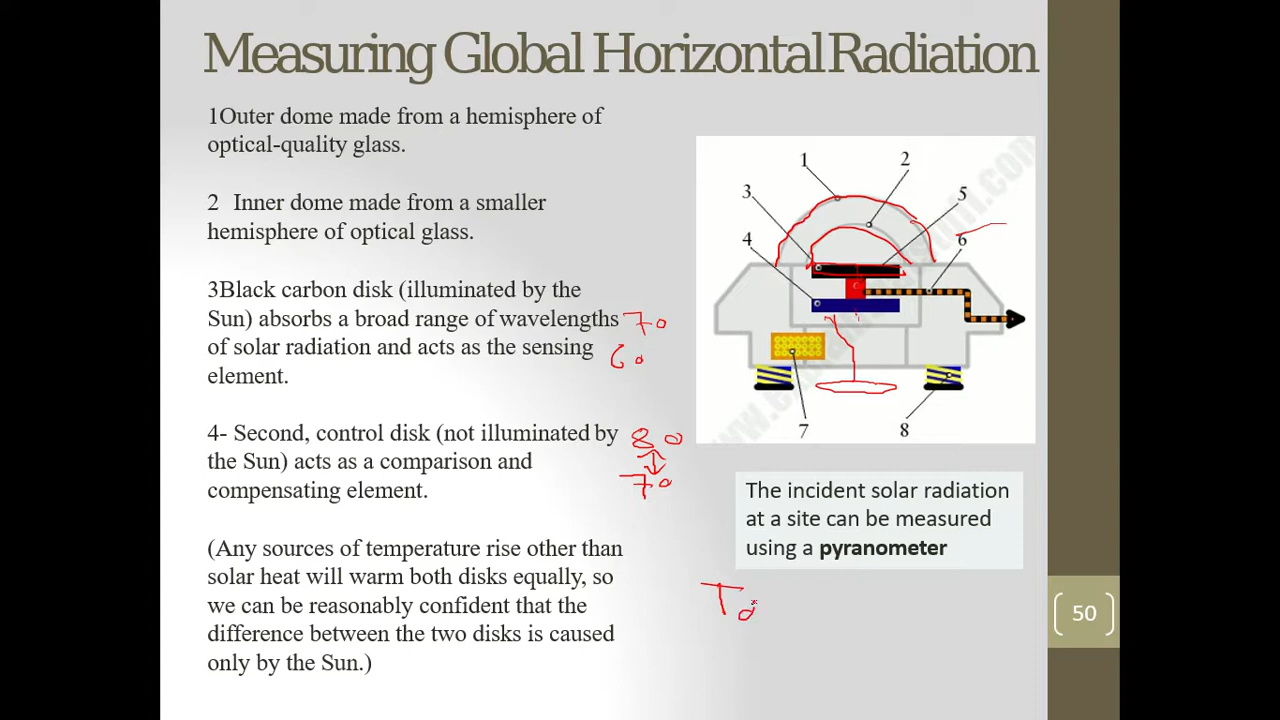 Measuring Global Horizontal Radiation
1Outer dome made from a hemisphere of
optical-quality glass.
2 Inner dome made from a smaller
hemisphere of optical glass.
3Black carbon disk (illuminated by the
Sun) absorbs a broad range of wavelengths
of solar radiation and acts as the sensing
element.
70
60
4- Second, control disk (not illuminated by
the Sun) acts as a comparison and
compensating element.
80
70
(Any sources of temperature rise other than
solar heat will warm both disks equally, so
we can be reasonably confident that the
difference between the two disks is caused
only by the Sun.)
1
2
3
5
4
6
7
8
The incident solar radiation
at a site can be measured
using a pyranometer
50